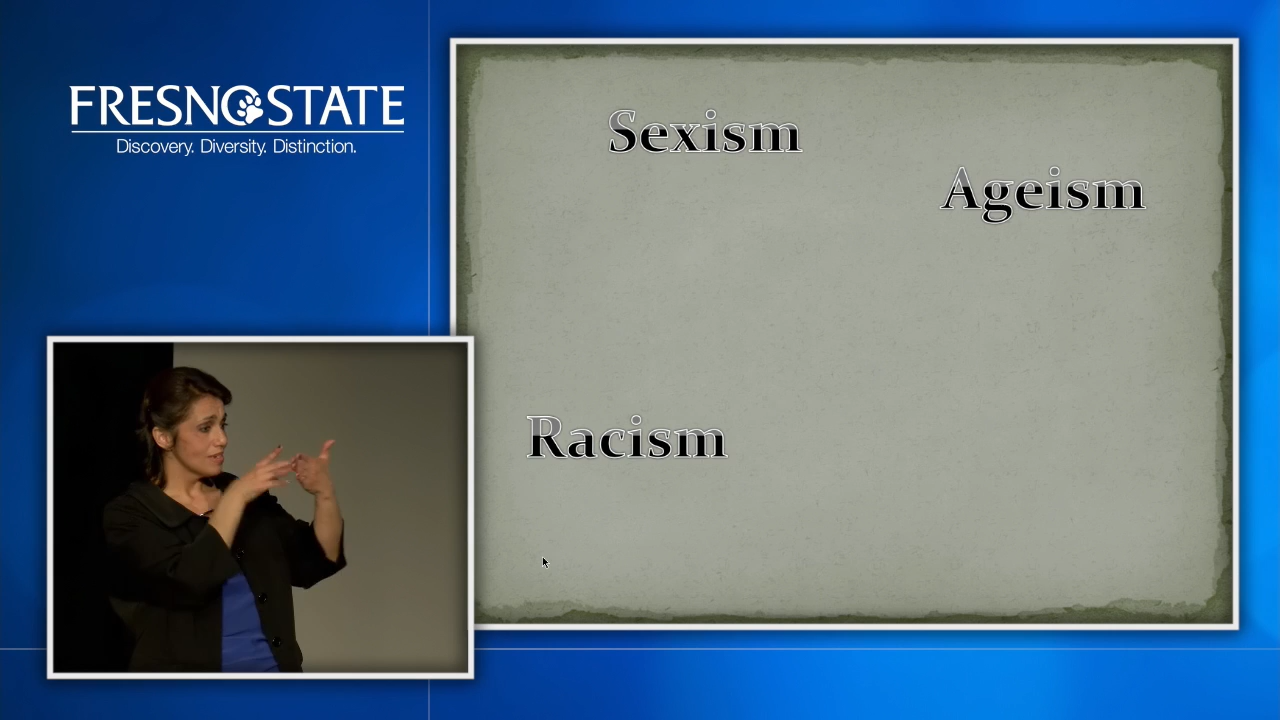 FRESNO STATE
Discovery. Diversity. Distinction.
Sexism
Ageism
Racism